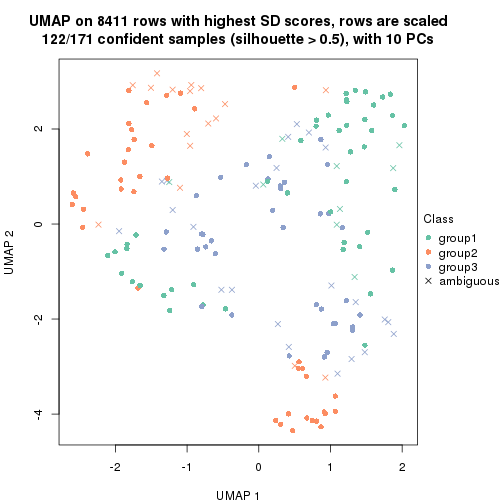 UMAP on 8411 rows with highest SD scores, rows are scaled
122/171 confident samples (silhouette > 0.5), with 10 PCs
2
0
-2
-4
UMAP 2
-2
-1
0
1
2
UMAP 1
Class
group1
group2
group3
ambiguous